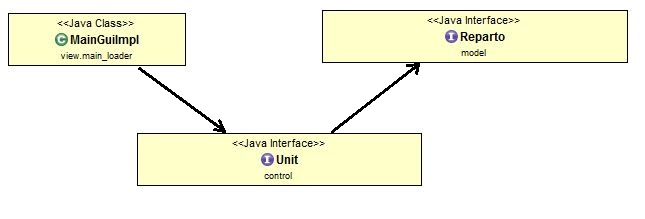 <<Java Class>>
C MainGuiImpl
view.main_loader
<<Java Interface>>
I Reparto
model
<<Java Interface>>
I Unit
control